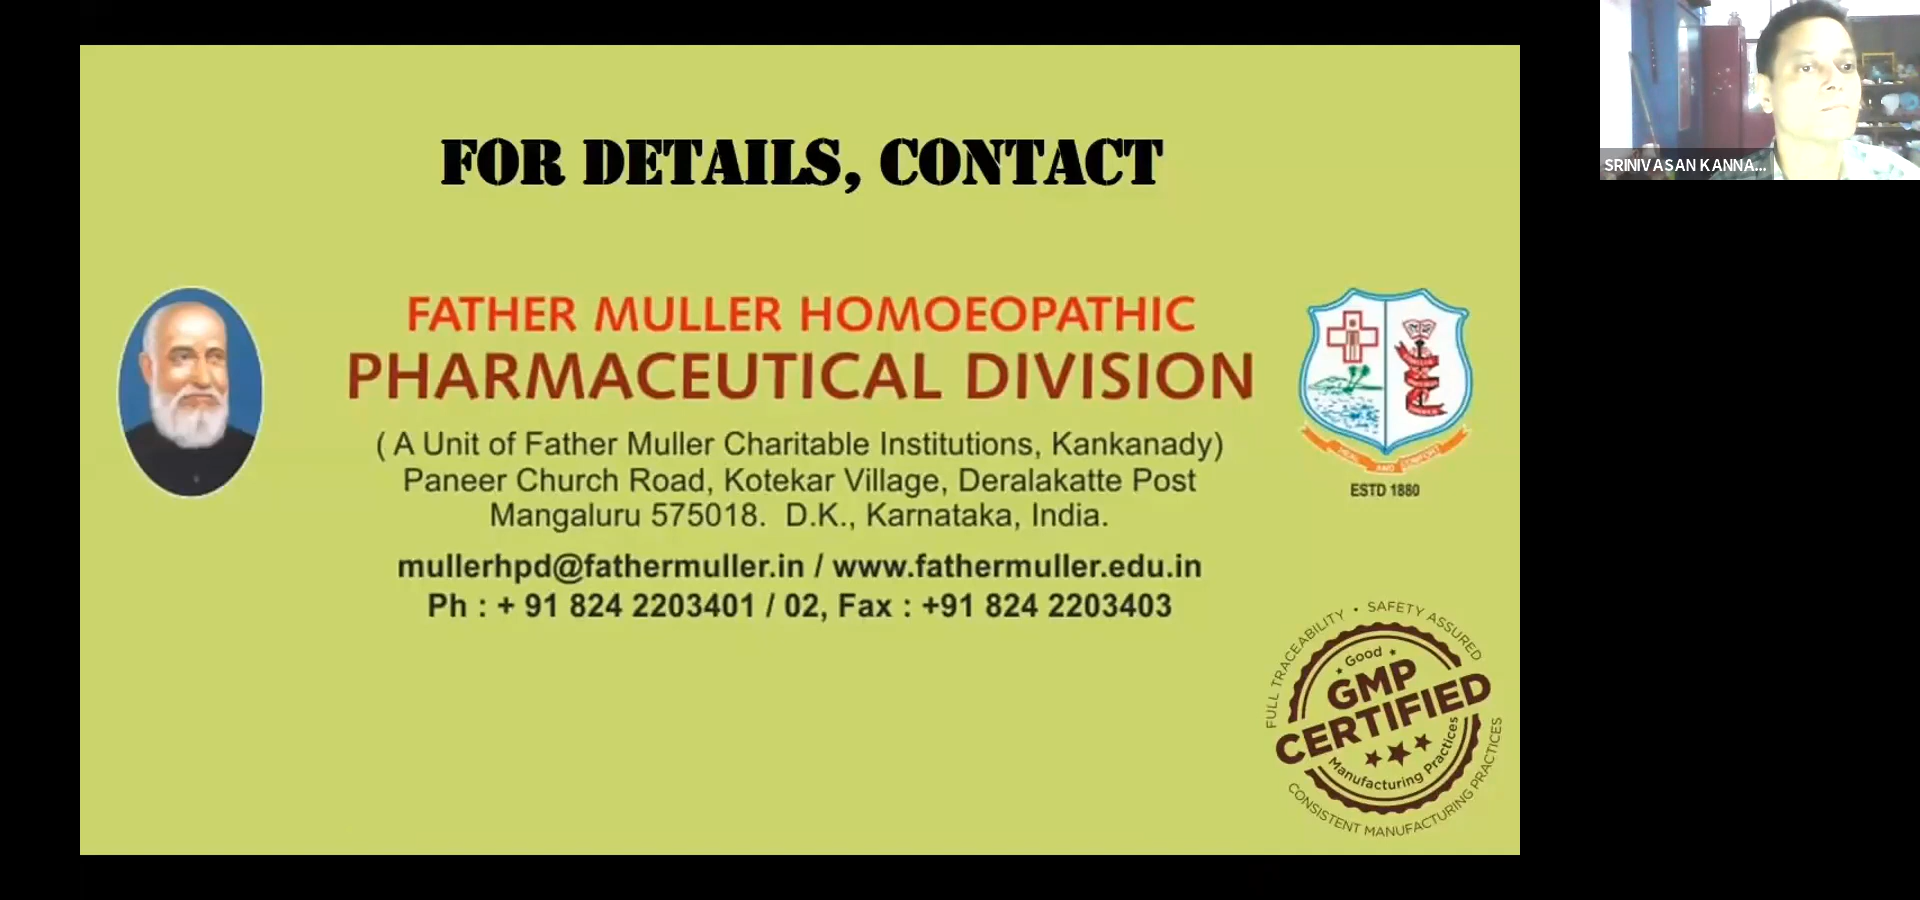 FOR DETAILS, CONTACT
SRINIVASAN KANNA...
FATHER MULLER HOMOEOPATHIC
PHARMACEUTICAL DIVISION
( A Unit of Father Muller Charitable Institutions, Kankanady)
Paneer Church Road, Kotekar Village, Deralakatte Post
Mangaluru 575018. D.K., Karnataka, India.
mullerhpd@fathermuller.in / www.fathermuller.edu.in
Ph : + 91 824 2203401 / 02, Fax : +91 824 2203403
HEAL AND COMFORT
ESTD 1880
FULL TRACEABILITY • SAFETY ASSURED
Good
GMP
CERTIFIED
Manufacturing Practices
CONSISTENT MANUFACTURING PRACTICES